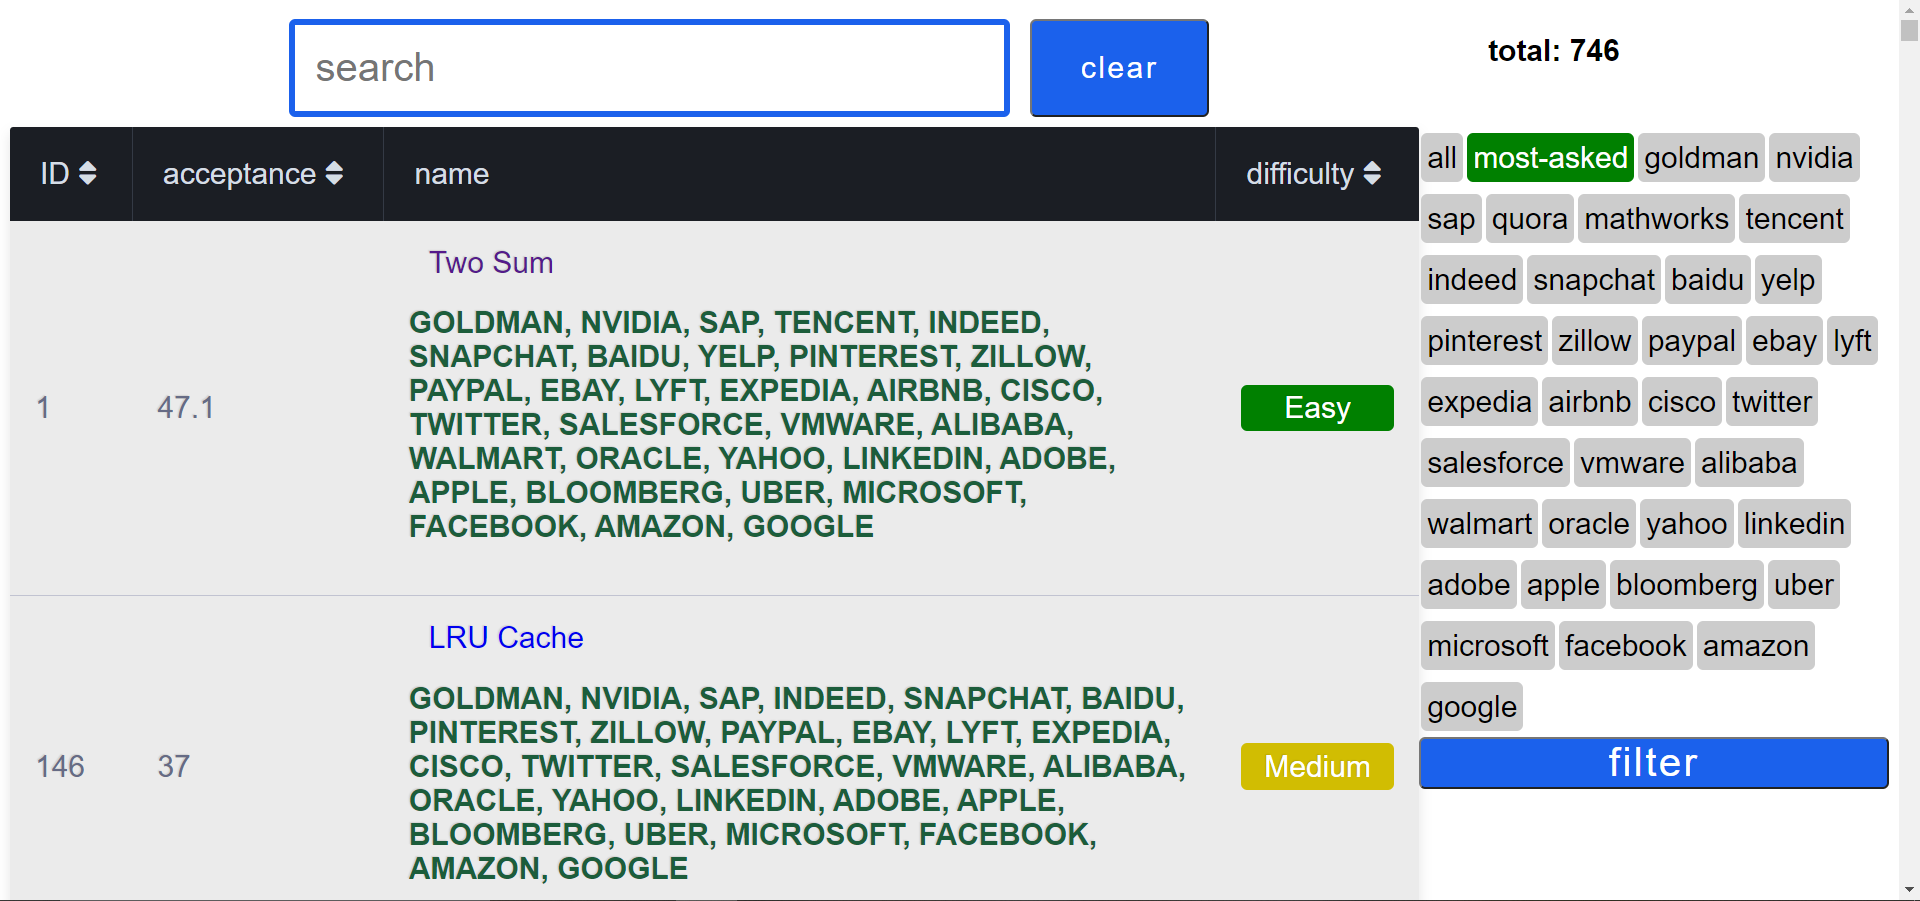 search
clear
total: 746
ID acceptance name difficulty
Two Sum
GOLDMAN, NVIDIA, SAP, TENCENT, INDEED,
SNAPCHAT, BAIDU, YELP, PINTEREST, ZILLOW,
PAYPAL, EBAY, LYFT, EXPEDIA, AIRBNB, CISCO,
TWITTER, SALESFORCE, VMWARE, ALIBABA,
WALMART, ORACLE, YAHOO, LINKEDIN, ADOBE,
APPLE, BLOOMBERG, UBER, MICROSOFT,
FACEBOOK, AMAZON, GOOGLE
1
47.1
Easy
LRU Cache
GOLDMAN, NVIDIA, SAP, INDEED, SNAPCHAT, BAIDU,
PINTEREST, ZILLOW, PAYPAL, EBAY, LYFT, EXPEDIA,
CISCO, TWITTER, SALESFORCE, VMWARE, ALIBABA,
ORACLE, YAHOO, LINKEDIN, ADOBE, APPLE,
BLOOMBERG, UBER, MICROSOFT, FACEBOOK,
AMAZON, GOOGLE
146
37
Medium
all most-asked goldman nvidia
sap quora mathworks tencent
indeed snapchat baidu yelp
pinterest zillow paypal ebay lyft
expedia airbnb cisco twitter
salesforce vmware alibaba
walmart oracle yahoo linkedin
adobe apple bloomberg uber
microsoft facebook amazon
google
filter